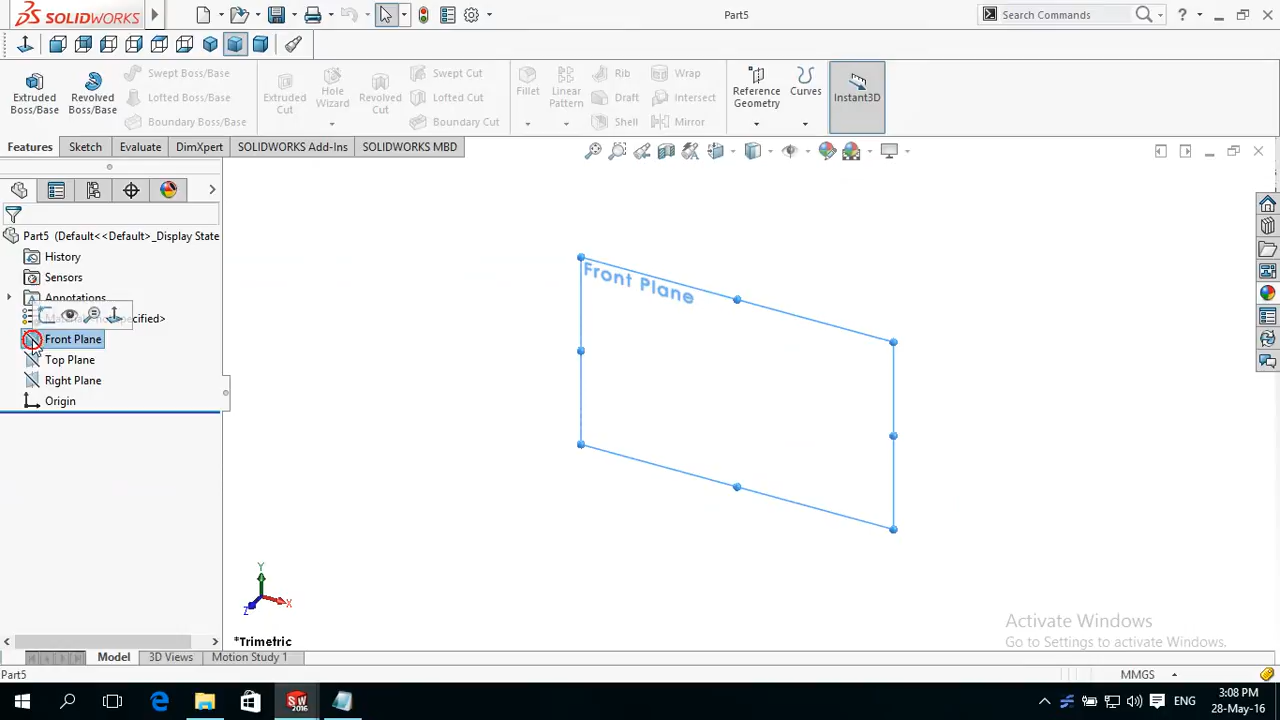 SOLIDWORKS
Part5
Search Commands
Extruded Boss/Base
Revolved Boss/Base
Swept Boss/Base
Lofted Boss/Base
Boundary Boss/Base
Extruded Cut
Hole Wizard
Revolved Cut
Swept Cut
Lofted Cut
Boundary Cut
Fillet
Linear Pattern
Rib
Draft
Shell
Wrap
Intersect
Mirror
Reference Geometry
Curves
Instant3D
Features
Sketch
Evaluate
DimXpert
SOLIDWORKS Add-Ins
SOLIDWORKS MBD
Part5 (Default<<Default>_Display State
History
Sensors
Annotations
ecified>
Front Plane
Top Plane
Right Plane
Origin
Front Plane
Y
X
Z
*Trimetric
Activate Windows
Go to Settings to activate Windows.
Model
3D Views
Motion Study 1
Part5
MMGS
SW
2016
ENG
3:08 PM
28-May-16